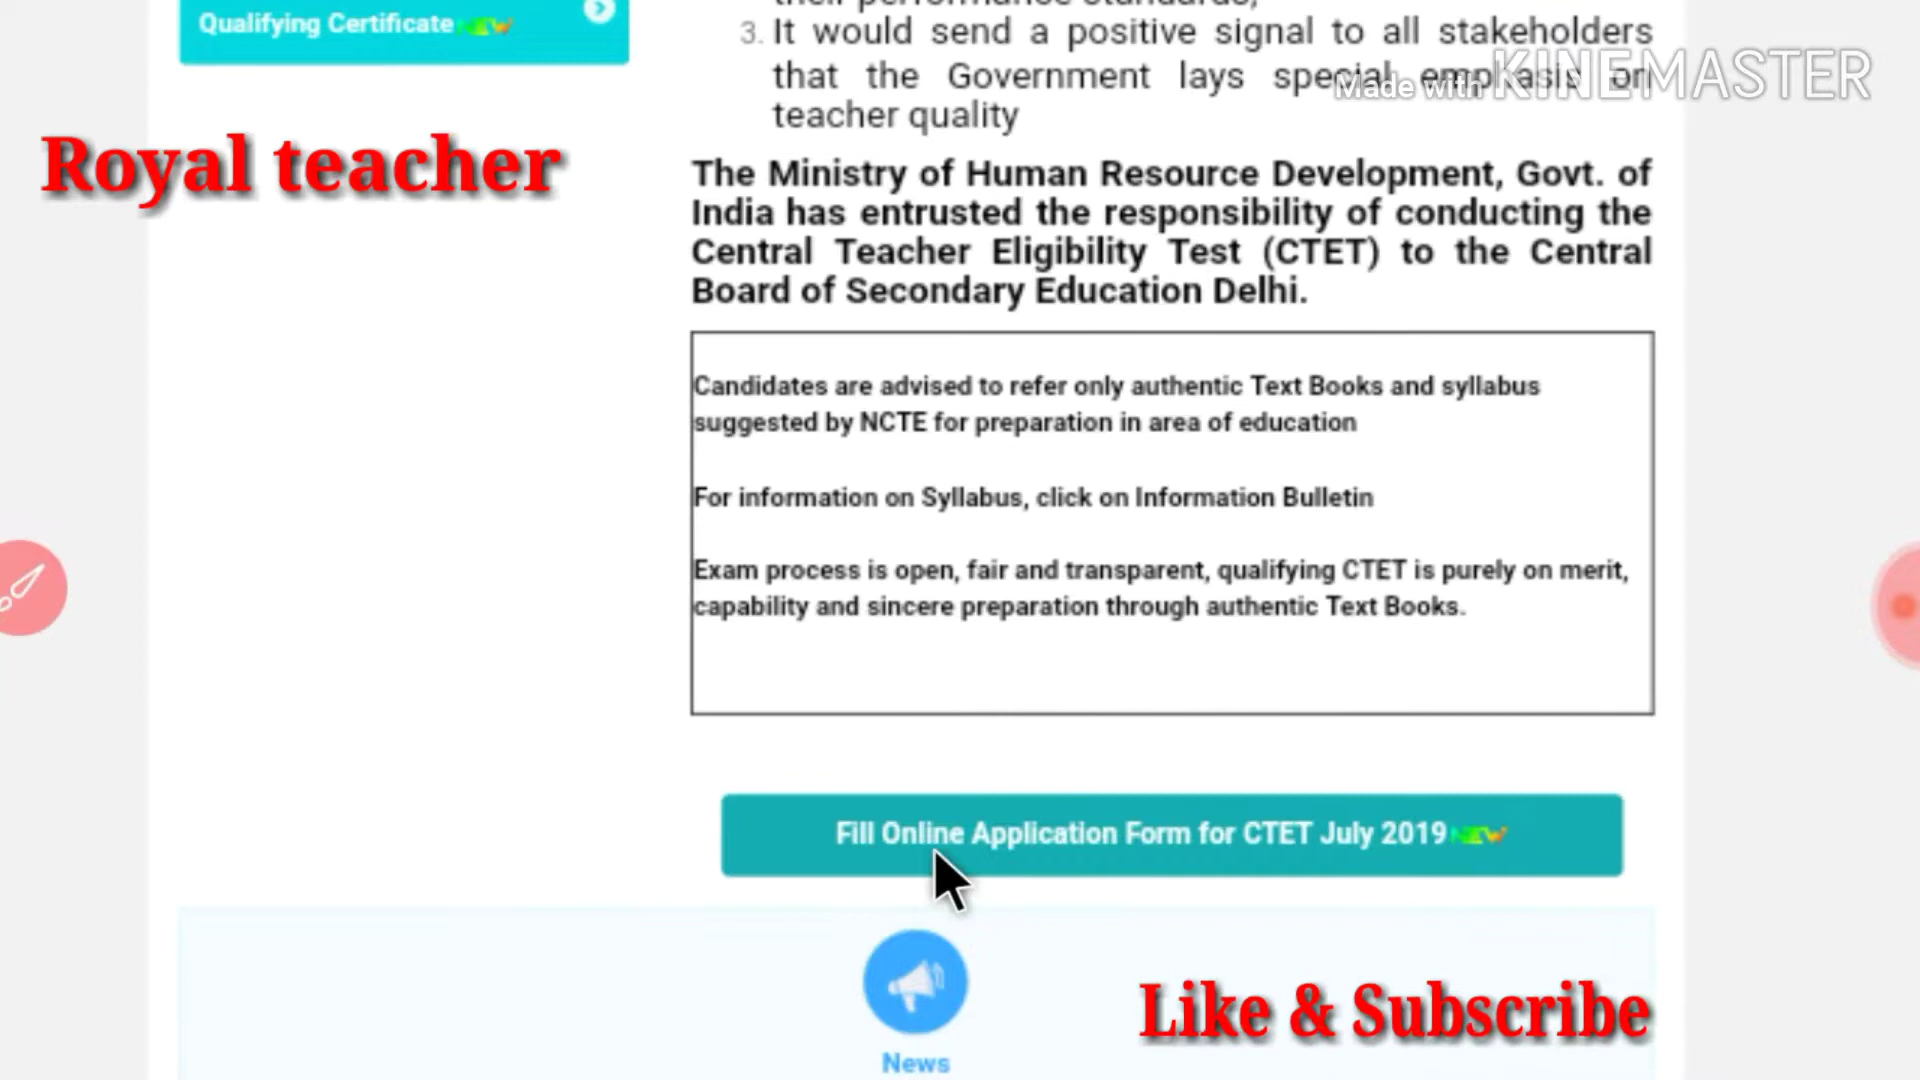 Qualifying Certificate NEW
their performance standards;
3. It would send a positive signal to all stakeholders
that the Government lays special emphasis on
teacher quality
Made with KINEMASTER
Royal teacher
The Ministry of Human Resource Development, Govt. of
India has entrusted the responsibility of conducting the
Central Teacher Eligibility Test (CTET) to the Central
Board of Secondary Education Delhi.
Candidates are advised to refer only authentic Text Books and syllabus
suggested by NCTE for preparation in area of education
For information on Syllabus, click on Information Bulletin
Exam process is open, fair and transparent, qualifying CTET is purely on merit,
capability and sincere preparation through authentic Text Books.
Fill Online Application Form for CTET July 2019 NEW
News
Like & Subscribe